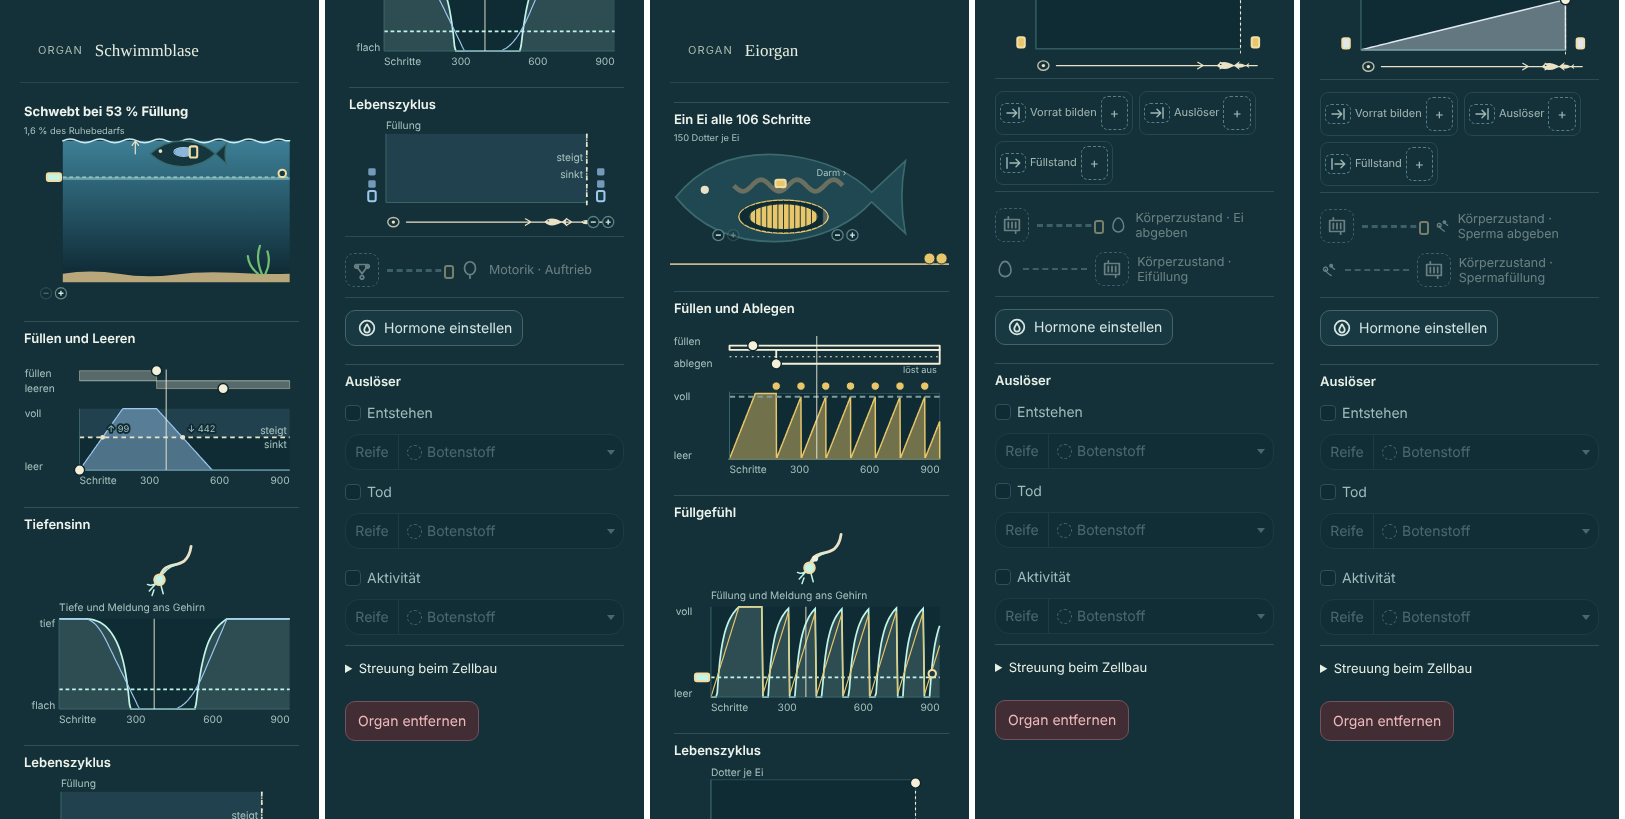 ORGAN Schwimmblase
Schwebt bei 53 % Füllung
1,6 % des Ruhebedarfs
Füllen und Leeren
füllen
leeren
voll
↑ 99
↓ 442
steigt
sinkt
leer
Schritte 300 600 900
Tiefensinn
Tiefe und Meldung ans Gehirn
tief
flach
Schritte 300 600 900
Lebenszyklus
Füllung
steigt
flach
Schritte 300 600 900
Lebenszyklus
Füllung
steigt
sinkt
Motorik · Auftrieb
Hormone einstellen
Auslöser
Entstehen
Reife Botenstoff
Tod
Reife Botenstoff
Aktivität
Reife Botenstoff
Streuung beim Zellbau
Organ entfernen
ORGAN Eiorgan
Ein Ei alle 106 Schritte
150 Dotter je Ei
Darm ›
Füllen und Ablegen
füllen
ablegen
löst aus
voll
leer
Schritte 300 600 900
Füllgefühl
Füllung und Meldung ans Gehirn
voll
leer
Schritte 300 600 900
Lebenszyklus
Dotter je Ei
Vorrat bilden +
Auslöser +
Füllstand +
Körperzustand · Ei
abgeben
Körperzustand ·
Eifüllung
Hormone einstellen
Auslöser
Entstehen
Reife Botenstoff
Tod
Reife Botenstoff
Aktivität
Reife Botenstoff
Streuung beim Zellbau
Organ entfernen
Vorrat bilden +
Auslöser +
Füllstand +
Körperzustand ·
Sperma abgeben
Körperzustand ·
Spermafüllung
Hormone einstellen
Auslöser
Entstehen
Reife Botenstoff
Tod
Reife Botenstoff
Aktivität
Reife Botenstoff
Streuung beim Zellbau
Organ entfernen